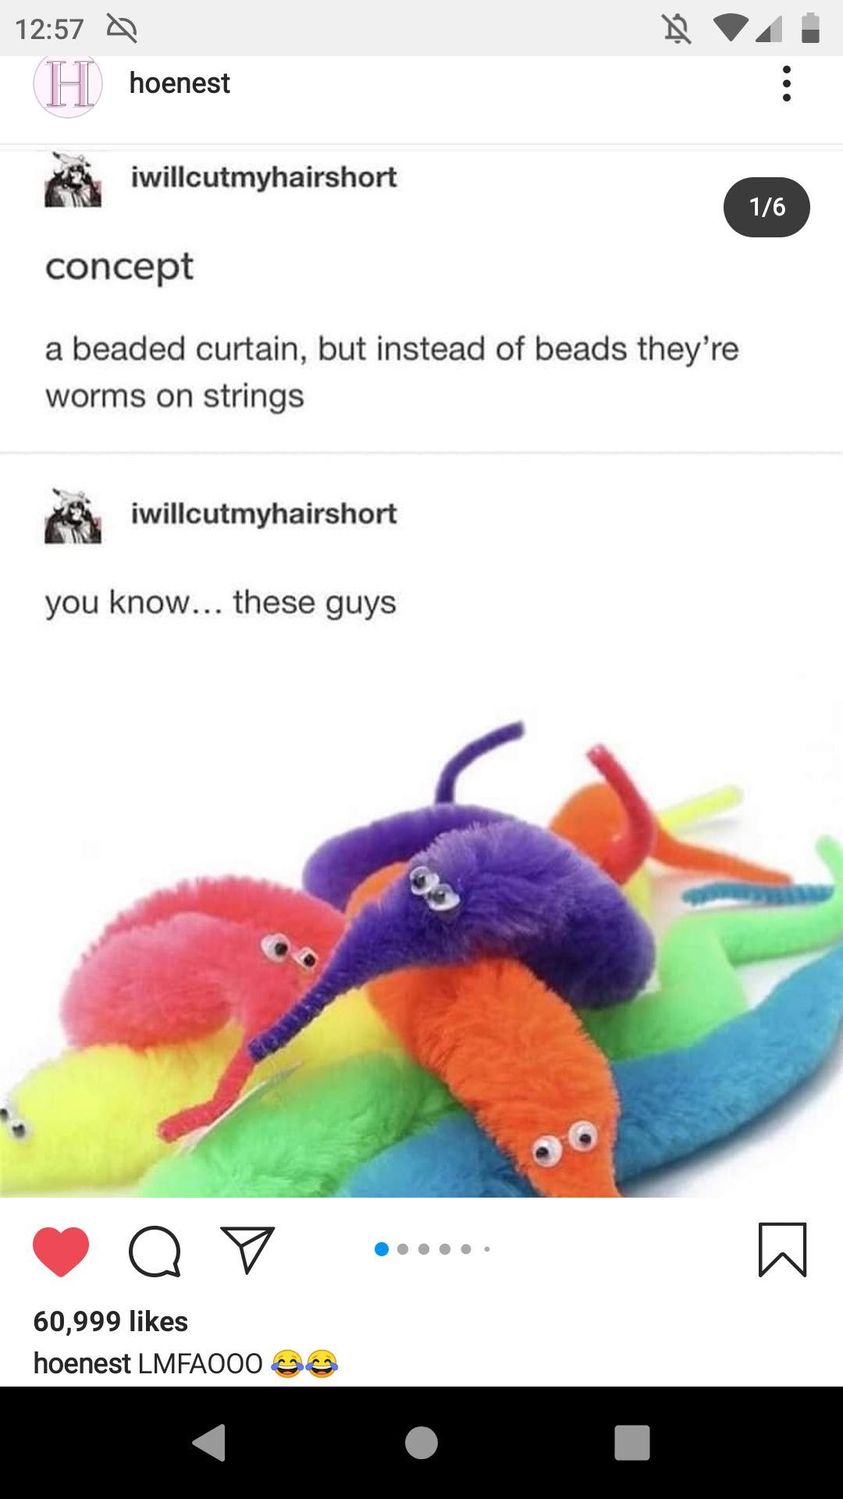 12:57
H
hoenest
iwillcutmyhairshort
1/6
concept
a beaded curtain, but instead of beads they’re
worms on strings
iwillcutmyhairshort
you know... these guys
60,999 likes
hoenest LMFAOOO 😂😂